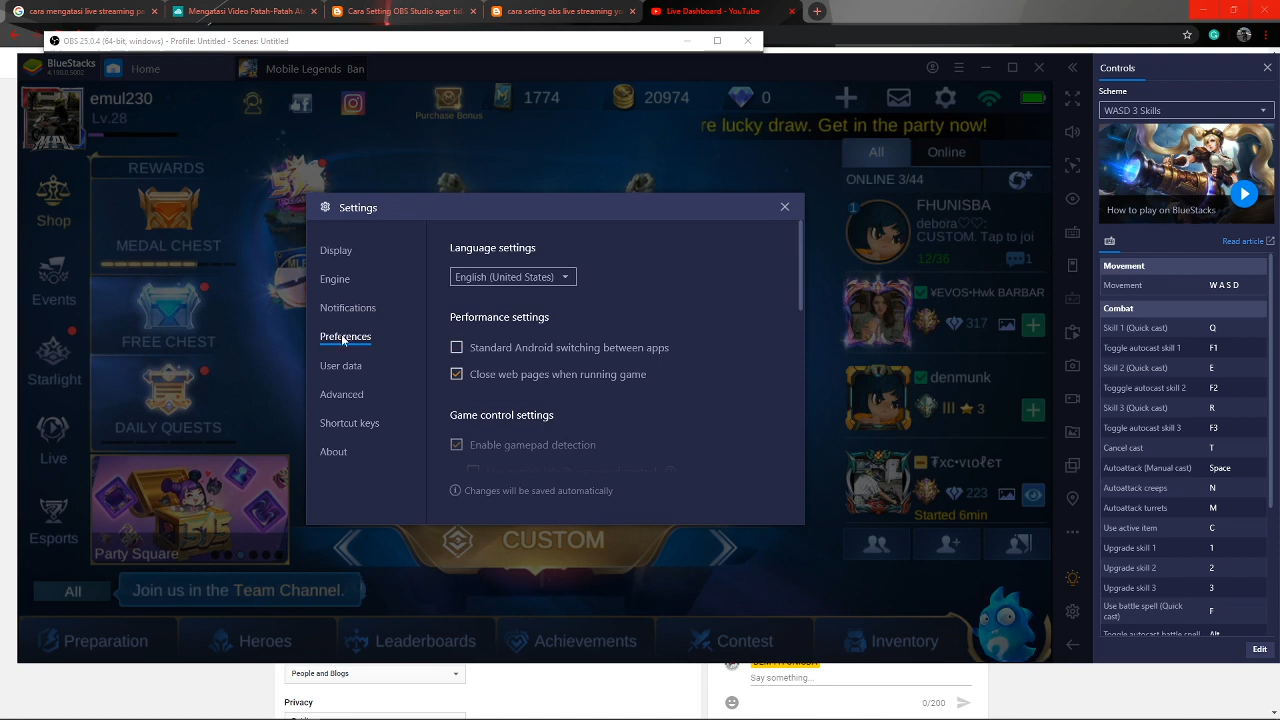 cara mengatasi live streaming pa
Mengatasi Video Patah-Patah At
Cara Setting OBS Studio agar tida
cara seting obs live streaming yo
Live Dashboard - YouTube
OBS 25.0.4 (64-bit, windows) - Profile: Untitled - Scenes: Untitled
BlueStacks
4.190.0.5002
Home
Mobile Legends Ban
emul230
Lv.28
Purchase Bonus
1774
20974
0
re lucky draw. Get in the party now!
REWARDS
MEDAL CHEST
FREE CHEST
DAILY QUESTS
Party Square
Shop
Events
Starlight
Live
Esports
All
Join us in the Team Channel.
CUSTOM
Preparation
Heroes
Leaderboards
Achievements
Contest
Inventory
All
Online
ONLINE 3/44
1
FHUNISBA
debora♡♡:
CUSTOM. Tap to joi
12/36
1
¥EVOS•Hwk BARBAR
317
denmunk
III ★ 3
₮xc•vιołєт
223
Started 6min
Settings
Display
Engine
Notifications
Preferences
User data
Advanced
Shortcut keys
About
Language settings
English (United States)
Performance settings
Standard Android switching between apps
Close web pages when running game
Game control settings
Enable gamepad detection
Changes will be saved automatically
Controls
Scheme
WASD 3 Skills
How to play on BlueStacks
Read article
Movement
Movement W A S D
Combat
Skill 1 (Quick cast) Q
Toggle autocast skill 1 F1
Skill 2 (Quick cast) E
Togggle autocast skill 2 F2
Skill 3 (Quick cast) R
Toggle autocast skill 3 F3
Cancel cast T
Autoattack (Manual cast) Space
Autoattack creeps N
Autoattack turrets M
Use active item C
Upgrade skill 1 1
Upgrade skill 2 2
Upgrade skill 3 3
Use battle spell (Quick
cast) F
Toggle autocast battle spell Alt
Edit
People and Blogs
Privacy
Say something...
0/200